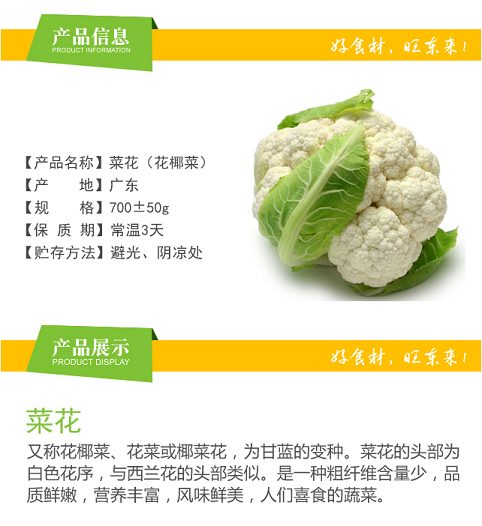 产品信息
PRODUCT INFORMATION
好食材，旺东来！
【产品名称】菜花（花椰菜）
【产　　地】广东
【规　　格】700±50g
【保 质 期】常温3天
【贮存方法】避光、阴凉处
产品展示
PRODUCT DISPLAY
好食材，旺东来！
菜花
又称花椰菜、花菜或椰菜花，为甘蓝的变种。菜花的头部为
白色花序，与西兰花的头部类似。是一种粗纤维含量少，品
质鲜嫩，营养丰富，风味鲜美，人们喜食的蔬菜。